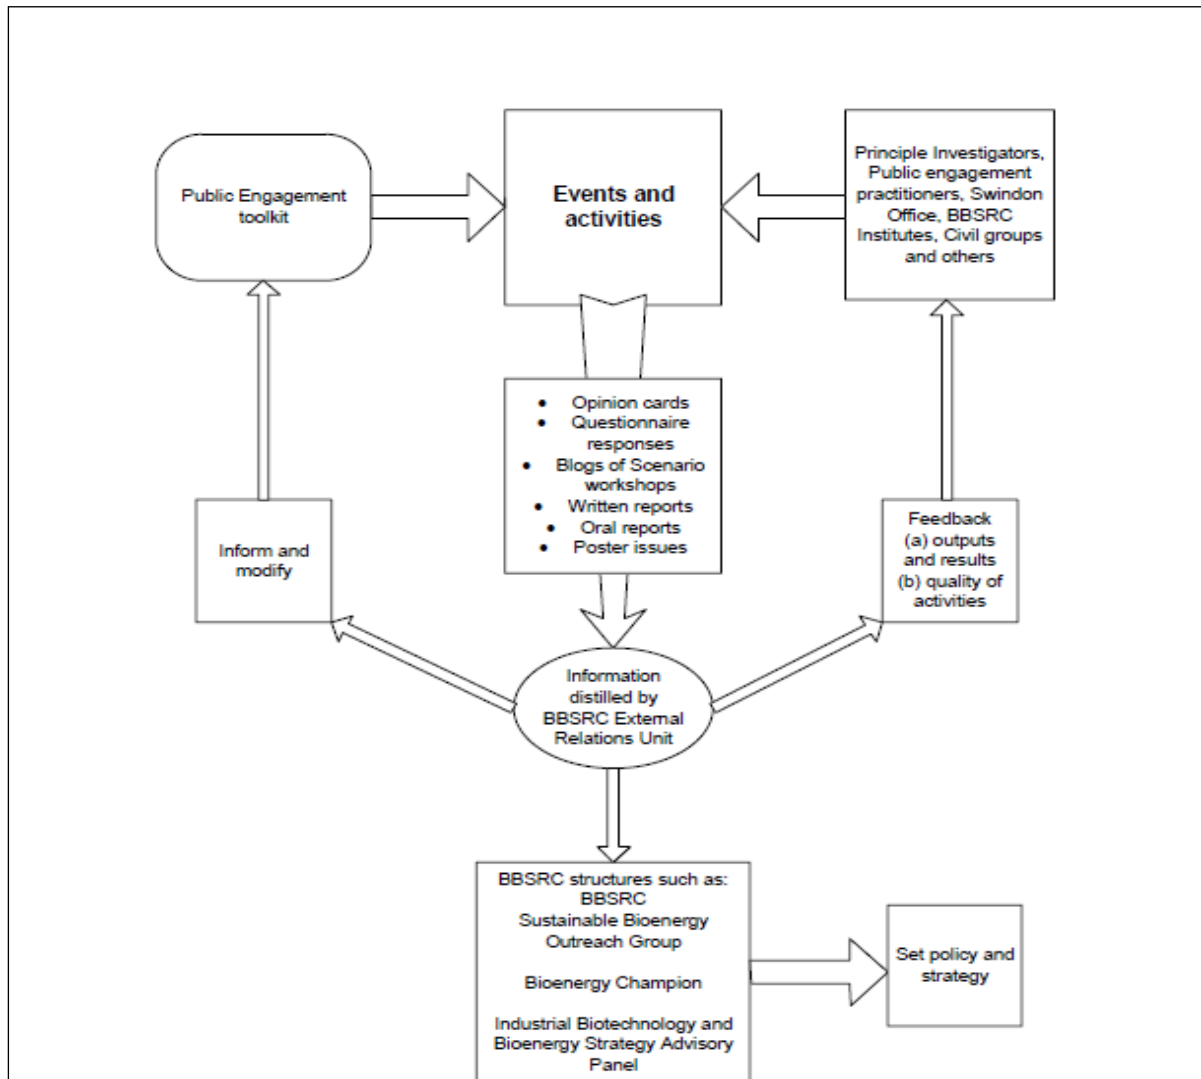 Public Engagement
toolkit
Events and
activities
Principle Investigators,
Public engagement
practitioners, Swindon
Office, BBSRC
Institutes, Civil groups
and others
• Opinion cards
• Questionnaire
responses
• Blogs of Scenario
workshops
• Written reports
• Oral reports
• Poster issues
Inform and
modify
Feedback
(a) outputs
and results
(b) quality of
activities
Information
distilled by
BBSRC External
Relations Unit
BBSRC structures such as:
BBSRC
Sustainable Bioenergy
Outreach Group
Bioenergy Champion
Industrial Biotechnology and
Bioenergy Strategy Advisory
Panel
Set policy and
strategy